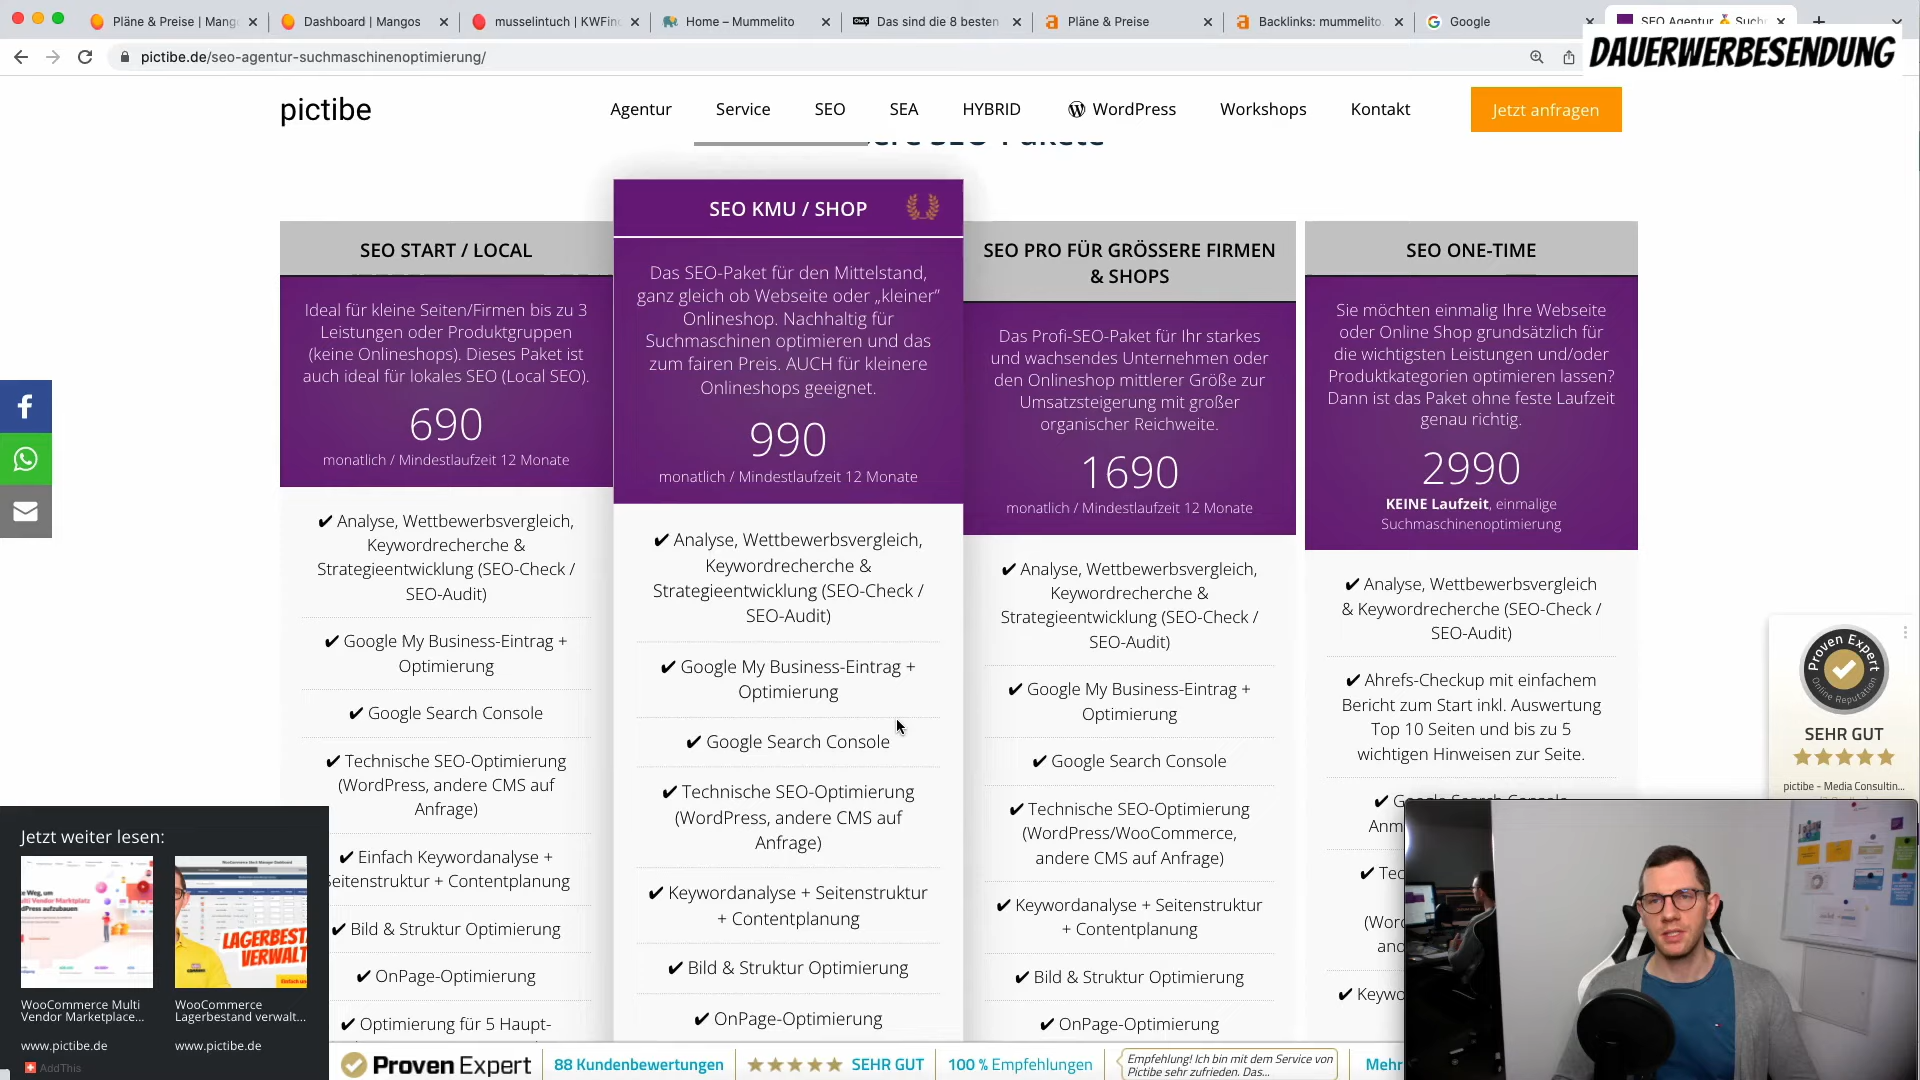 Pläne & Preise | Mang
Dashboard | Mangos
musselintuch | KWFin
Home – Mummelito
Das sind die 8 besten
Pläne & Preise
Backlinks: mummelito.
Google
SEO Agentur
pictibe.de/seo-agentur-suchmaschinenoptimierung/
DAUERWERBESENDUNG
pictibe
Agentur
Service
SEO
SEA
HYBRID
WordPress
Workshops
Kontakt
Jetzt anfragen
SEO START / LOCAL
Ideal für kleine Seiten/Firmen bis zu 3
Leistungen oder Produktgruppen
(keine Onlineshops). Dieses Paket ist
auch ideal für lokales SEO (Local SEO).
690
monatlich / Mindestlaufzeit 12 Monate
✔ Analyse, Wettbewerbsvergleich,
Keywordrecherche &
Strategieentwicklung (SEO-Check /
SEO-Audit)
✔ Google My Business-Eintrag +
Optimierung
✔ Google Search Console
✔ Technische SEO-Optimierung
(WordPress, andere CMS auf
Anfrage)
✔ Einfach Keywordanalyse +
Seitenstruktur + Contentplanung
✔ Bild & Struktur Optimierung
✔ OnPage-Optimierung
✔ Optimierung für 5 Haupt-
SEO KMU / SHOP
Das SEO-Paket für den Mittelstand,
ganz gleich ob Webseite oder „kleiner”
Onlineshop. Nachhaltig für
Suchmaschinen optimieren und das
zum fairen Preis. AUCH für kleinere
Onlineshops geeignet.
990
monatlich / Mindestlaufzeit 12 Monate
✔ Analyse, Wettbewerbsvergleich,
Keywordrecherche &
Strategieentwicklung (SEO-Check /
SEO-Audit)
✔ Google My Business-Eintrag +
Optimierung
✔ Google Search Console
✔ Technische SEO-Optimierung
(WordPress, andere CMS auf
Anfrage)
✔ Keywordanalyse + Seitenstruktur
+ Contentplanung
✔ Bild & Struktur Optimierung
✔ OnPage-Optimierung
SEO PRO FÜR GRÖSSERE FIRMEN
& SHOPS
Das Profi-SEO-Paket für Ihr starkes
und wachsendes Unternehmen oder
den Onlineshop mittlerer Größe zur
Umsatzsteigerung mit großer
organischer Reichweite.
1690
monatlich / Mindestlaufzeit 12 Monate
✔ Analyse, Wettbewerbsvergleich,
Keywordrecherche &
Strategieentwicklung (SEO-Check /
SEO-Audit)
✔ Google My Business-Eintrag +
Optimierung
✔ Google Search Console
✔ Technische SEO-Optimierung
(WordPress/WooCommerce,
andere CMS auf Anfrage)
✔ Keywordanalyse + Seitenstruktur
+ Contentplanung
✔ Bild & Struktur Optimierung
✔ OnPage-Optimierung
SEO ONE-TIME
Sie möchten einmalig Ihre Webseite
oder Online Shop grundsätzlich für
die wichtigsten Leistungen und/oder
Produktkategorien optimieren lassen?
Dann ist das Paket ohne feste Laufzeit
genau richtig.
2990
KEINE Laufzeit, einmalige
Suchmaschinenoptimierung
✔ Analyse, Wettbewerbsvergleich
& Keywordrecherche (SEO-Check /
SEO-Audit)
✔ Ahrefs-Checkup mit einfachem
Bericht zum Start inkl. Auswertung
Top 10 Seiten und bis zu 5
wichtigen Hinweisen zur Seite.
Proven Expert
Online Reputation
SEHR GUT
pictibe - Media Consultin...
Jetzt weiter lesen:
LAGERBEST
VERWALT
WooCommerce Multi
Vendor Marketplace...
www.pictibe.de
WooCommerce
Lagerbestand verwalt...
www.pictibe.de
AddThis
Proven Expert
88 Kundenbewertungen
SEHR GUT
100 % Empfehlungen
Empfehlung! Ich bin mit dem Service von
Pictibe sehr zufrieden. Das...
Mehr